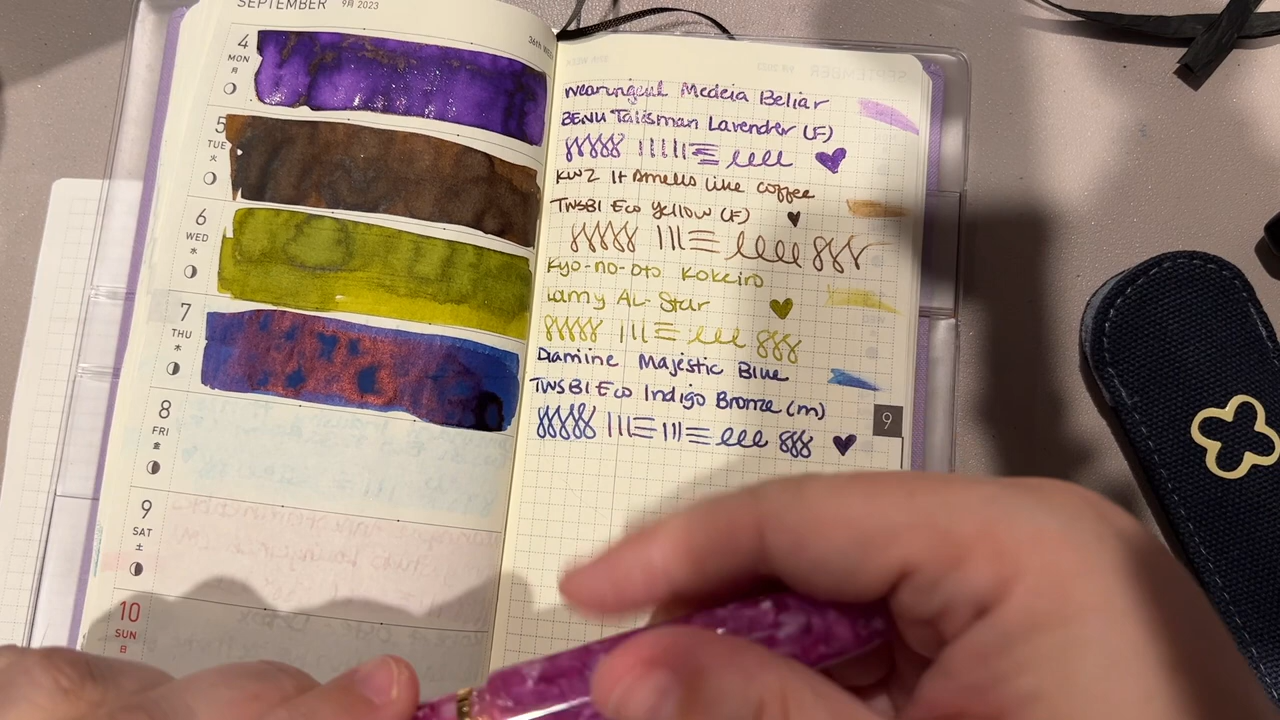 SEPTEMBER 9月 2023
36th WEEK
4
MON
月
5
TUE
火
6
WED
水
7
THU
木
8
FRI
金
9
SAT
土
10
SUN
日
wearingeul Medeia Beliar
BENU Talisman Lavender (F)
KWZ It Smells Like Coffee
TWSBI Eco Yellow (F)
Kyo-no-oto Kokeiro
Lamy AL-Star
Diamine Majestic Blue
TWSBI Eco Indigo Bronze (m)
9